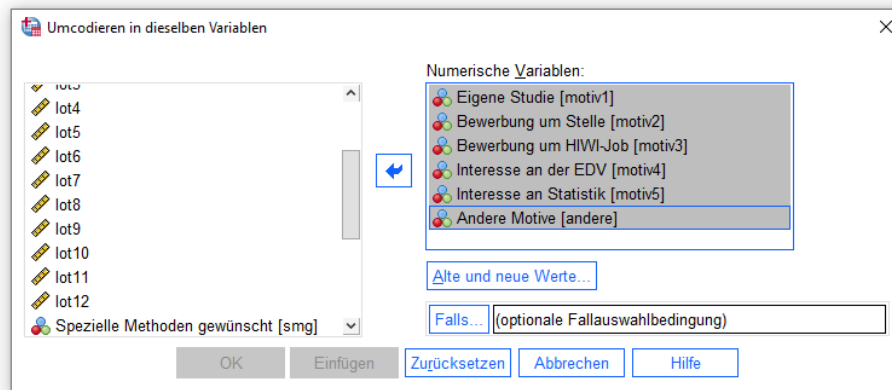 Umcodieren in dieselben Variablen
lot3
lot4
lot5
lot6
lot7
lot8
lot9
lot10
lot11
lot12
Spezielle Methoden gewünscht [smg]
Numerische Variablen:
Eigene Studie [motiv1]
Bewerbung um Stelle [motiv2]
Bewerbung um HIWI-Job [motiv3]
Interesse an der EDV [motiv4]
Interesse an Statistik [motiv5]
Andere Motive [andere]
Alte und neue Werte...
Falls... (optionale Fallauswahlbedingung)
OK Einfügen Zurücksetzen Abbrechen Hilfe